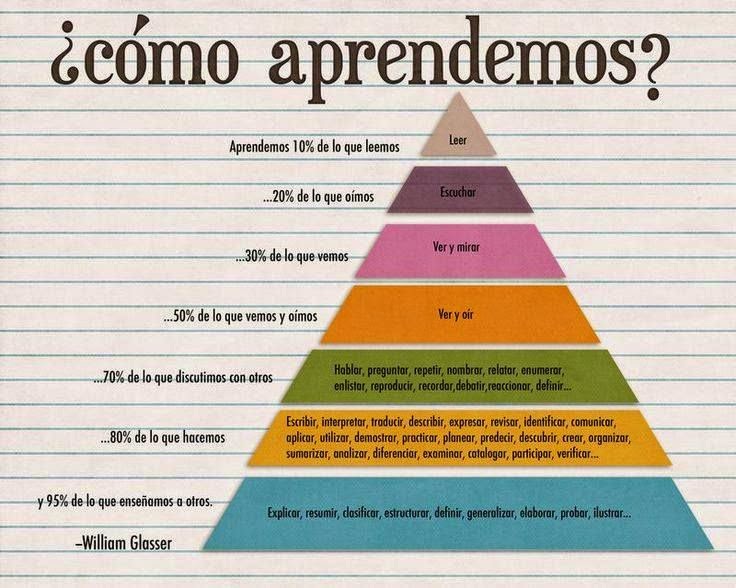 ¿cómo aprendemos?
Aprendemos 10% de lo que leemos
Leer
...20% de lo que oímos
Escuchar
...30% de lo que vemos
Ver y mirar
...50% de lo que vemos y oímos
Ver y oír
...70% de lo que discutimos con otros
Hablar, preguntar, repetir, nombrar, relatar, enumerar,
enlistar, reproducir, recordar,debatir,reaccionar, definir...
...80% de lo que hacemos
Escribir, interpretar, traducir, describir, expresar, revisar, identificar, comunicar,
aplicar, utilizar, demostrar, practicar, planear, predecir, descubrir, crear, organizar,
sumarizar, analizar, diferenciar, examinar, catalogar, participar, verificar...
y 95% de lo que enseñamos a otros.
Explicar, resumir, clasificar, estructurar, definir, generalizar, elaborar, probar, ilustrar...
–William Glasser